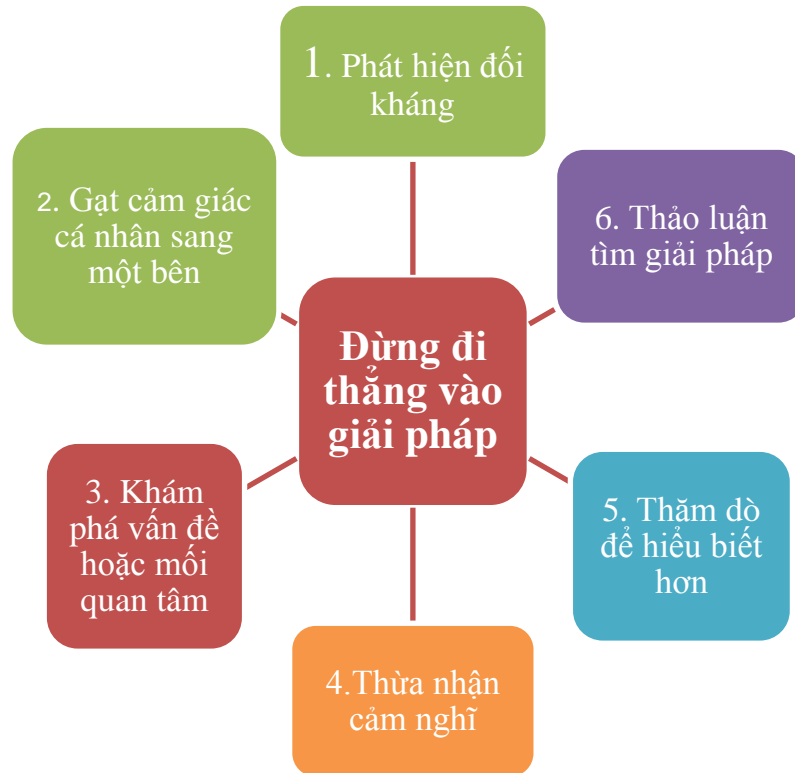 1. Phát hiện đối
kháng
2. Gạt cảm giác
cá nhân sang
một bên
6. Thảo luận
tìm giải pháp
Đừng đi
thẳng vào
giải pháp
3. Khám
phá vấn đề
hoặc mối
quan tâm
5. Thăm dò
để hiểu biết
hơn
4.Thừa nhận
cảm nghĩ